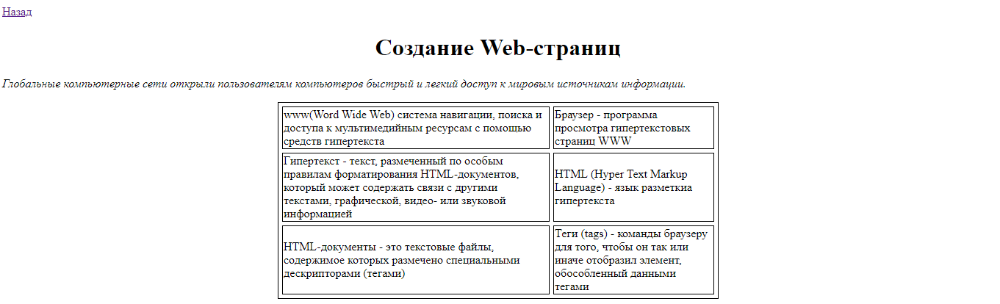 Назад
Создание Web-страниц
Глобальные компьютерные сети открыли пользователям компьютеров быстрый и легкий доступ к мировым источникам информации.
www(Word Wide Web) система навигации, поиска и
доступа к мультимедийным ресурсам с помощью
средств гипертекста
Браузер - программа
просмотра гипертекстовых
страниц WWW
Гипертекст - текст, размеченный по особым
правилам форматирования HTML-документов,
который может содержать связи с другими
текстами, графической, видео- или звуковой
информацией
HTML (Hyper Text Markup
Language) - язык разметкиа
гипертекста
HTML-документы - это текстовые файлы,
содержимое которых размечено специальными
дескрипторами (тегами)
Теги (tags) - команды браузеру
для того, чтобы он так или
иначе отобразил элемент,
обособленный данными
тегами